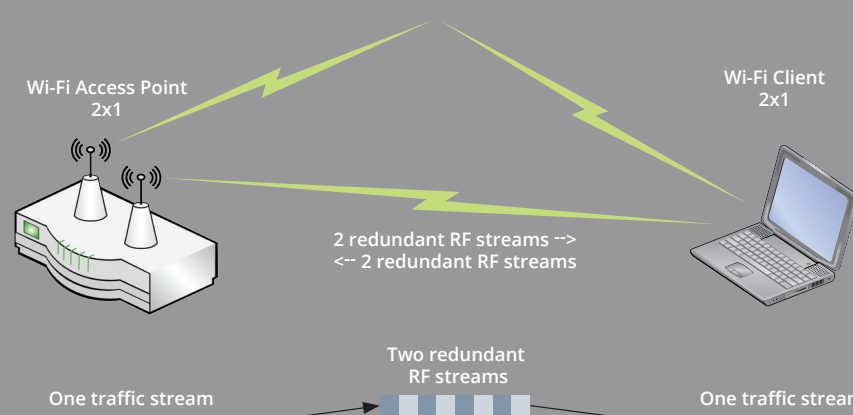 Wi-Fi Access Point
2x1
Wi-Fi Client
2x1
2 redundant RF streams -->
<-- 2 redundant RF streams
Two redundant
RF streams
One traffic stream
One traffic stream